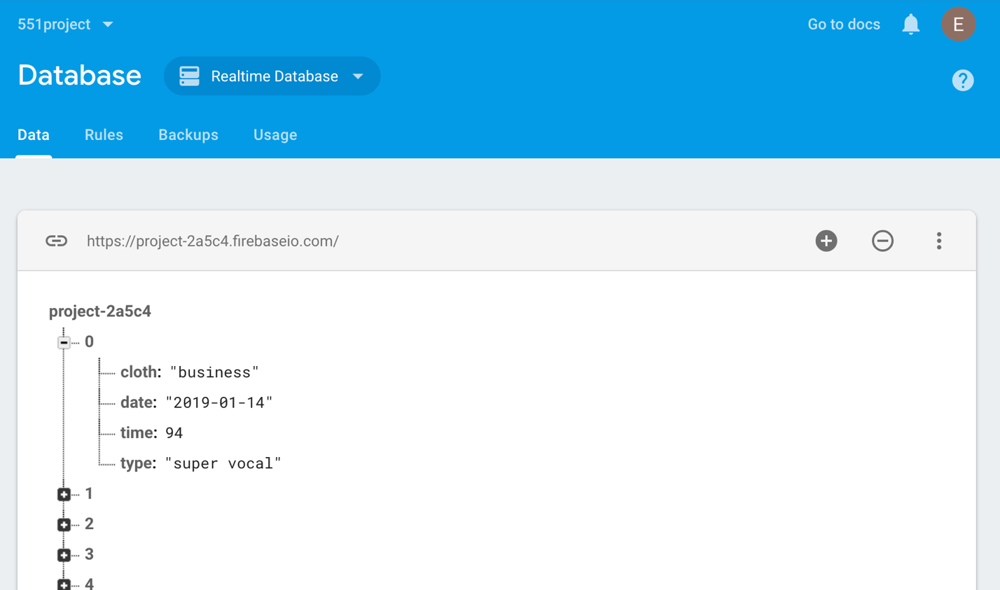 551project
Go to docs
E
Database
Realtime Database
?
Data
Rules
Backups
Usage
https://project-2a5c4.firebaseio.com/
project-2a5c4
0
cloth: "business"
date: "2019-01-14"
time: 94
type: "super vocal"
1
2
3
4